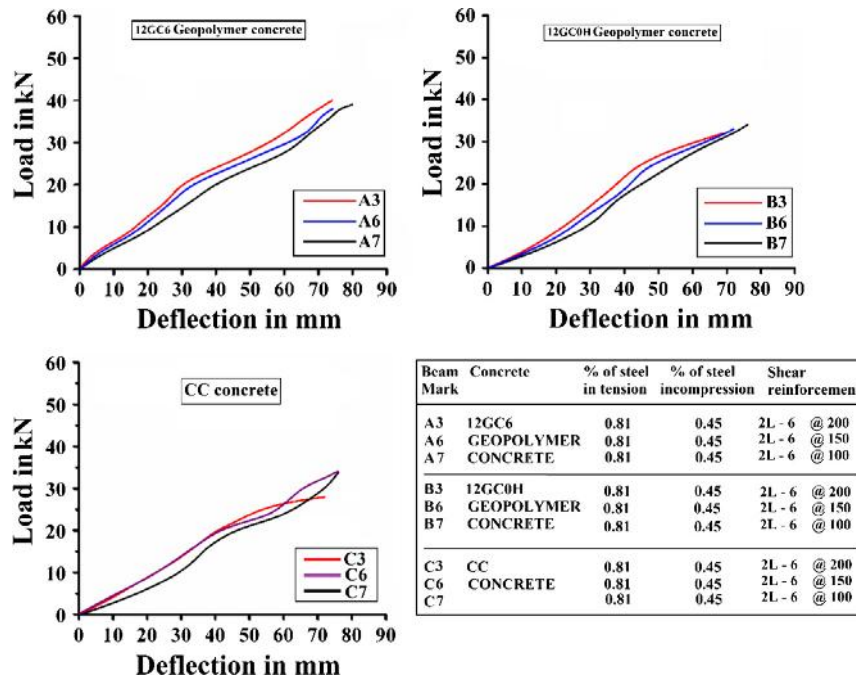 12GC6 Geopolymer concrete
Load in kN
60
50
40
30
20
10
0
A3
A6
A7
0 10 20 30 40 50 60 70 80 90
Deflection in mm
12GC0H Geopolymer concrete
Load in kN
60
50
40
30
20
10
0
B3
B6
B7
0 10 20 30 40 50 60 70 80 90
Deflection in mm
CC concrete
Load in kN
60
50
40
30
20
10
0
C3
C6
C7
0 10 20 30 40 50 60 70 80 90
Deflection in mm
Beam Concrete % of steel % of steel Shear
Mark in tension incompression reinforcemen
A3 12GC6 0.81 0.45 2L - 6 @ 200
A6 GEOPOLYMER 0.81 0.45 2L - 6 @ 150
A7 CONCRETE 0.81 0.45 2L - 6 @ 100
B3 12GC0H 0.81 0.45 2L - 6 @ 200
B6 GEOPOLYMER 0.81 0.45 2L - 6 @ 150
B7 CONCRETE 0.81 0.45 2L - 6 @ 100
C3 CC 0.81 0.45 2L - 6 @ 200
C6 CONCRETE 0.81 0.45 2L - 6 @ 150
C7 0.81 0.45 2L - 6 @ 100